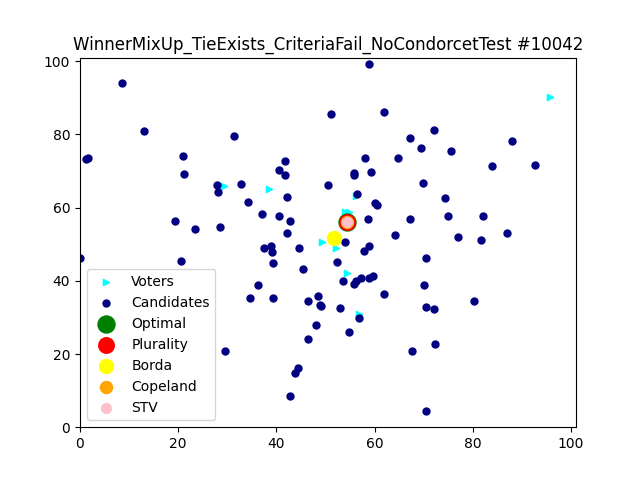 WinnerMixUp_TieExists_CriteriaFail_NoCondorcetTest #10042
100
80
60
40
20
0
Voters
Candidates
Optimal
Plurality
Borda
Copeland
STV
0 20 40 60 80 100